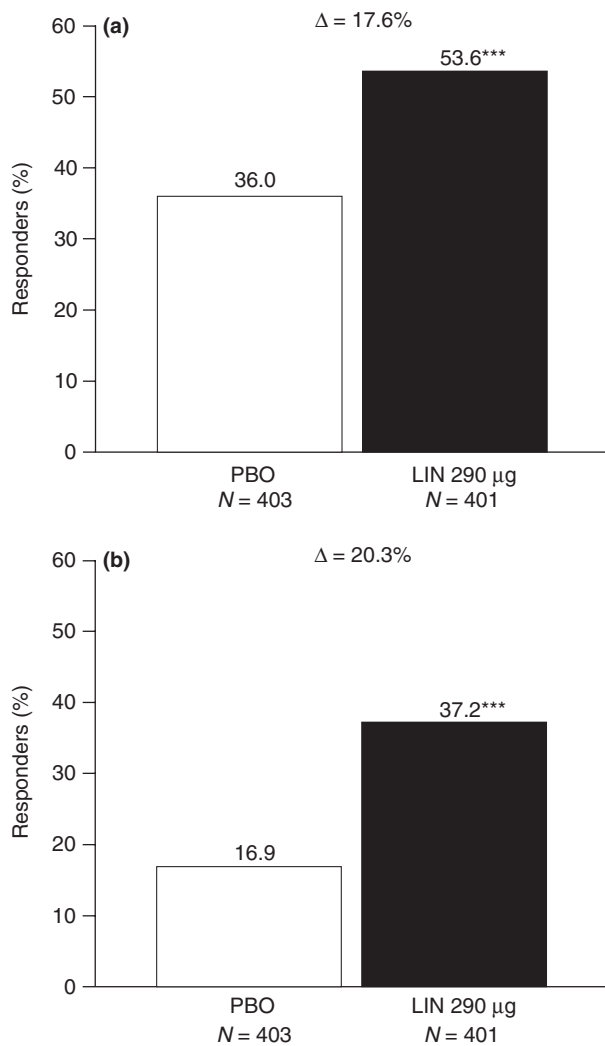 (a)
Δ = 17.6%
60
50
40
30
20
10
0
Responders (%)
36.0
53.6***
PBO
N = 403
LIN 290 µg
N = 401
(b)
Δ = 20.3%
60
50
40
30
20
10
0
Responders (%)
16.9
37.2***
PBO
N = 403
LIN 290 µg
N = 401